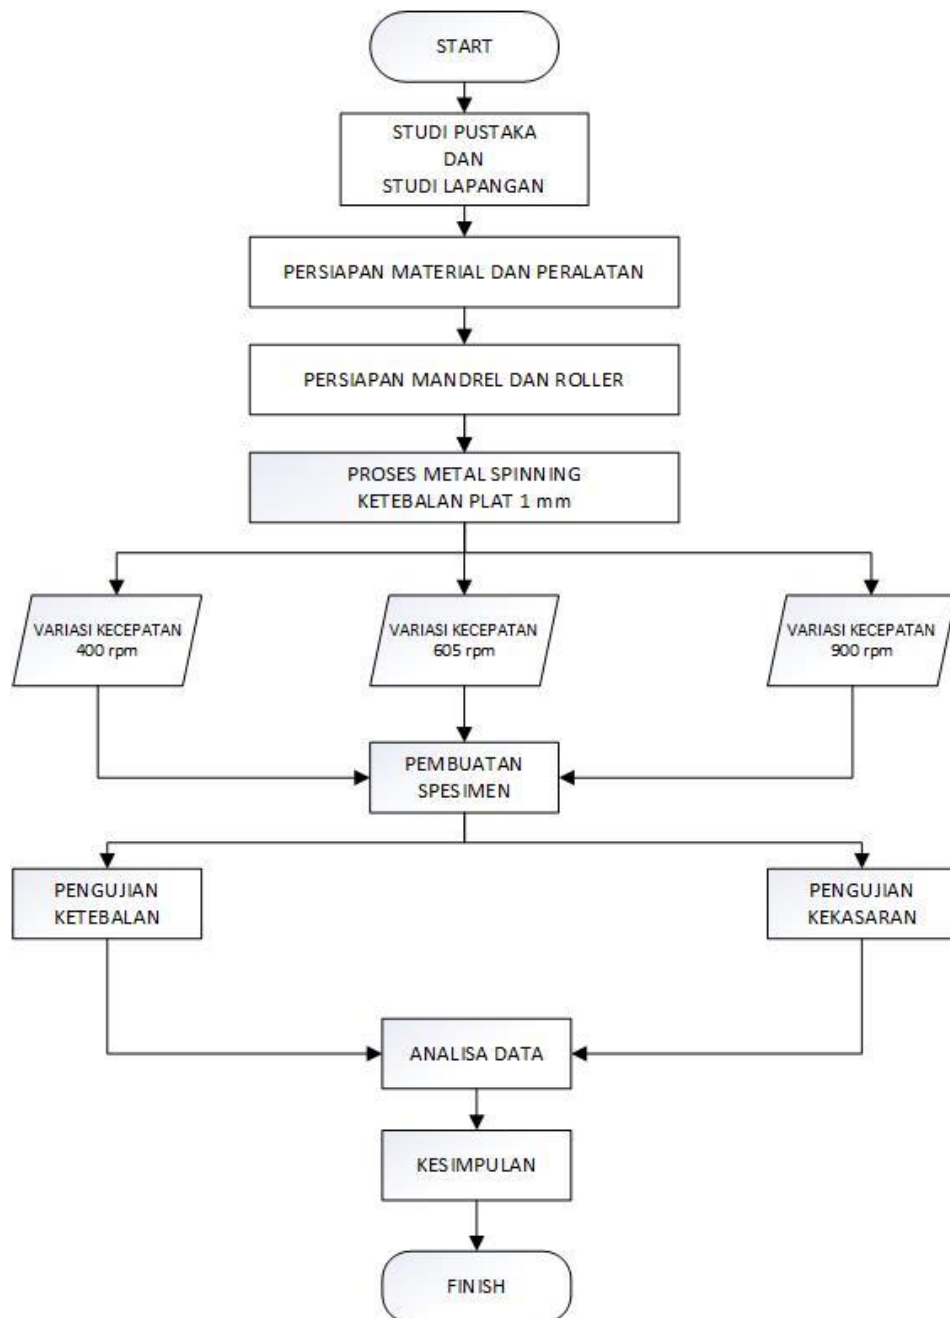 START
STUDI PUSTAKA
DAN
STUDI LAPANGAN
PERSIAPAN MATERIAL DAN PERALATAN
PERSIAPAN MANDREL DAN ROLLER
PROSES METAL SPINNING
KETEBALAN PLAT 1 mm
VARIASI KECEPATAN
400 rpm
VARIASI KECEPATAN
605 rpm
VARIASI KECEPATAN
900 rpm
PEMBUATAN
SPESIMEN
PENGUJIAN
KETEBALAN
PENGUJIAN
KEKASARAN
ANALISA DATA
KESIMPULAN
FINISH